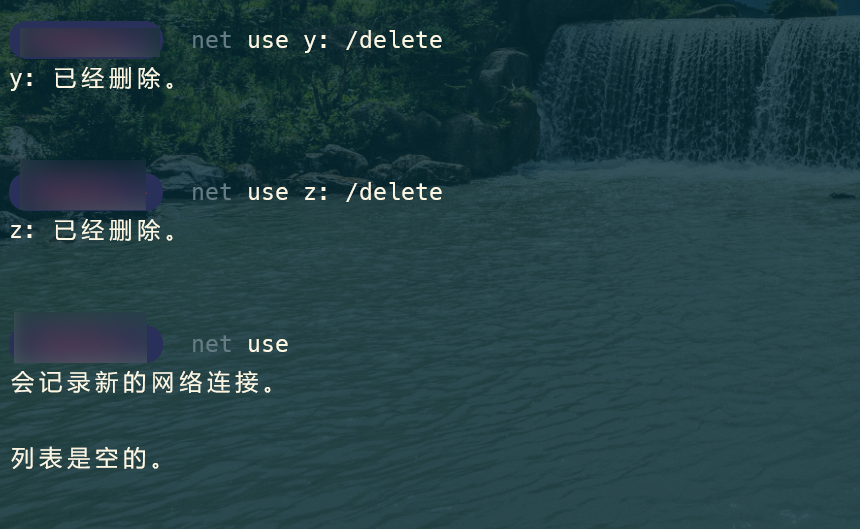 net use y: /delete
y: 已经删除。
net use z: /delete
z: 已经删除。
net use
会记录新的网络连接。
列表是空的。